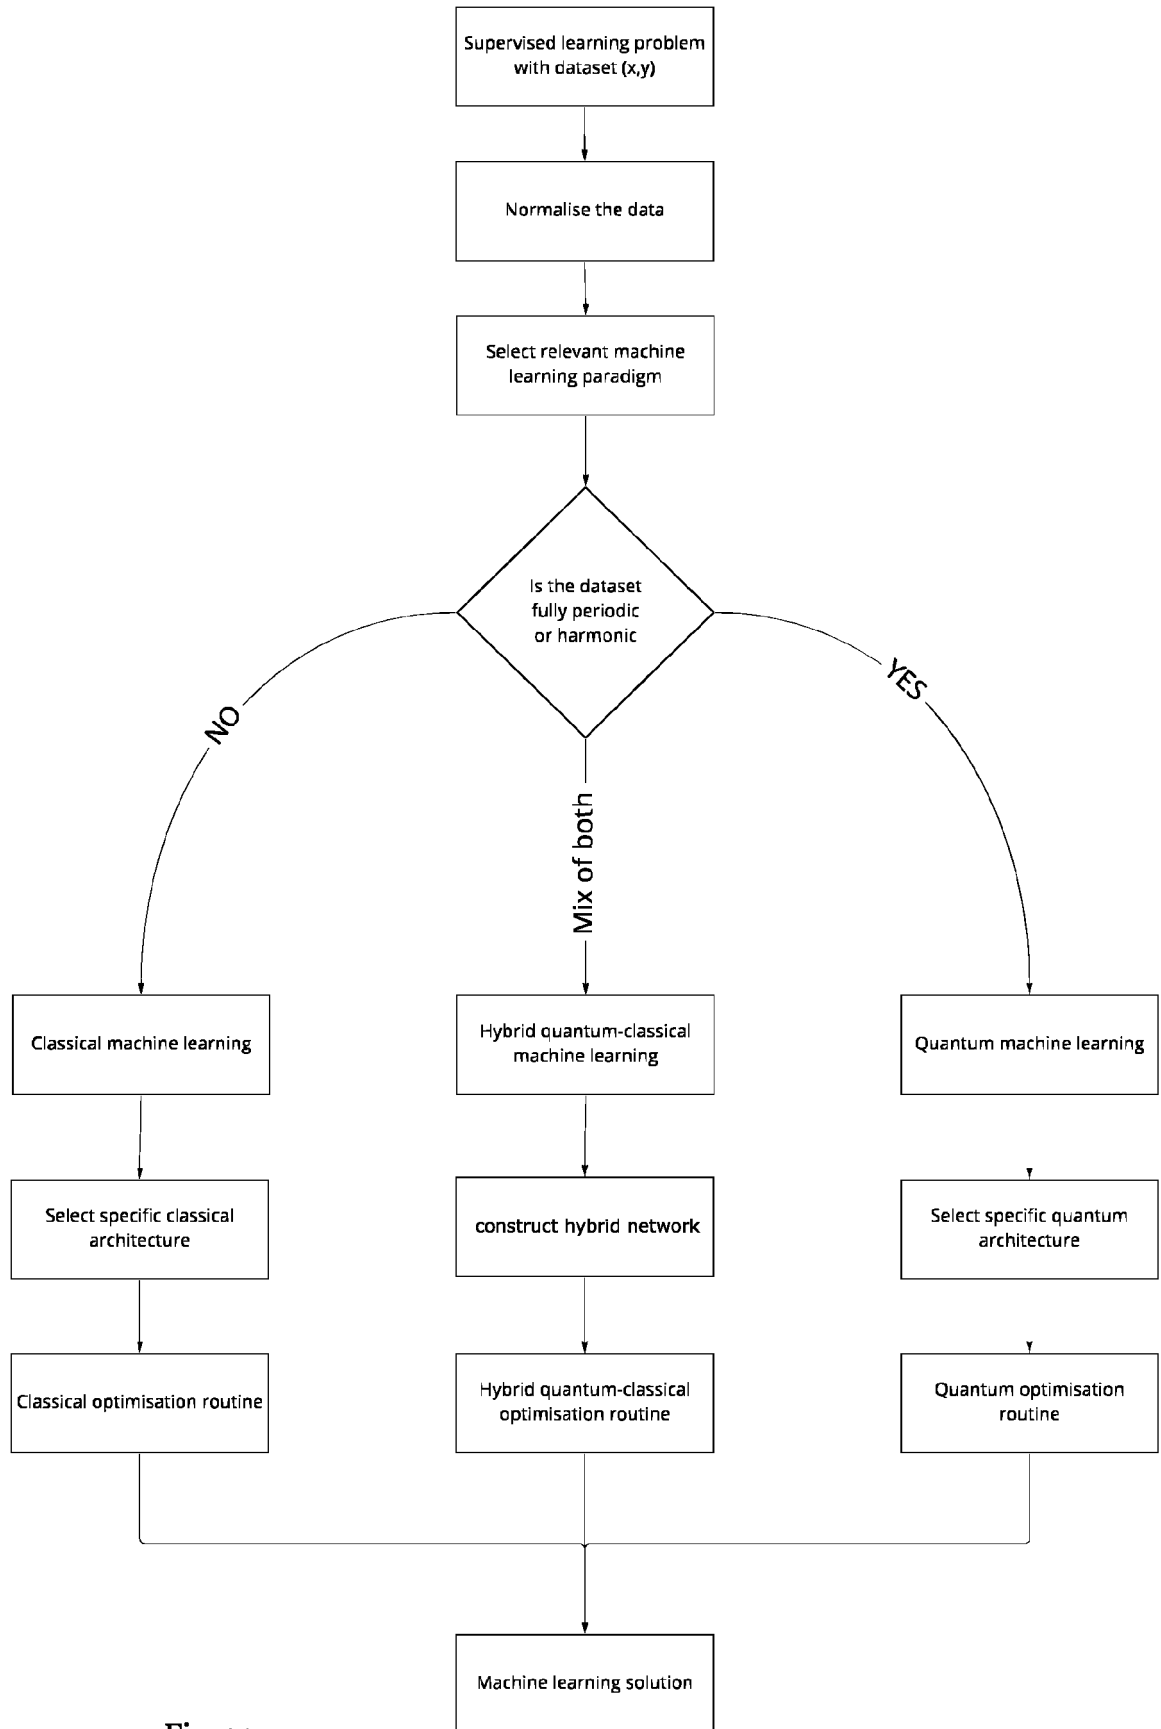 Supervised learning problem
with dataset (x,y)
Normalise the data
Select relevant machine
learning paradigm
Is the dataset
fully periodic
or harmonic
NO
Mix of both
YES
Classical machine learning
Hybrid quantum-classical
machine learning
Quantum machine learning
Select specific classical
architecture
construct hybrid network
Select specific quantum
architecture
Classical optimisation routine
Hybrid quantum-classical
optimisation routine
Quantum optimisation
routine
Machine learning solution